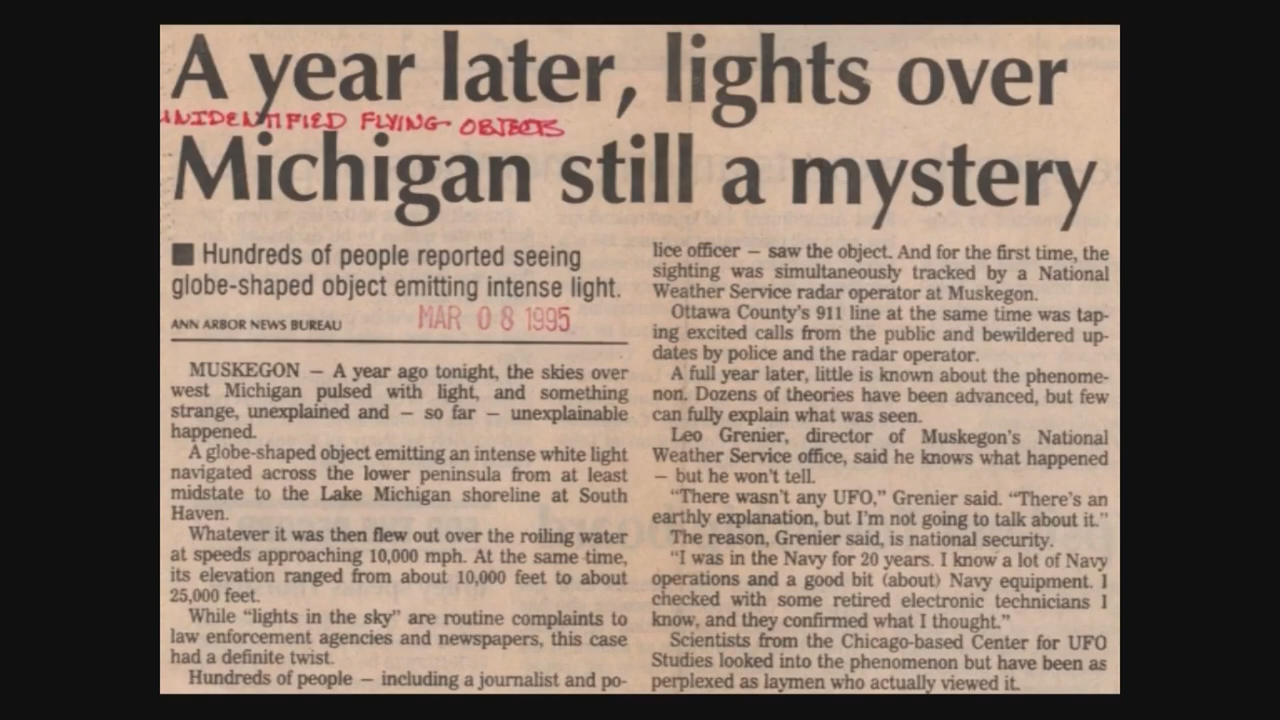 A year later, lights over
UNIDENTIFIED FLYING OBJECTS
Michigan still a mystery
■ Hundreds of people reported seeing
globe-shaped object emitting intense light.
ANN ARBOR NEWS BUREAU
MAR 08 1995
MUSKEGON — A year ago tonight, the skies over
west Michigan pulsed with light, and something
strange, unexplained and — so far — unexplainable
happened.
A globe-shaped object emitting an intense white light
navigated across the lower peninsula from at least
midstate to the Lake Michigan shoreline at South
Haven.
Whatever it was then flew out over the roiling water
at speeds approaching 10,000 mph. At the same time,
its elevation ranged from about 10,000 feet to about
25,000 feet.
While “lights in the sky” are routine complaints to
law enforcement agencies and newspapers, this case
had a definite twist.
Hundreds of people — including a journalist and po-
lice officer — saw the object. And for the first time, the
sighting was simultaneously tracked by a National
Weather Service radar operator at Muskegon.
Ottawa County's 911 line at the same time was tap-
ing excited calls from the public and bewildered up-
dates by police and the radar operator.
A full year later, little is known about the phenome-
non. Dozens of theories have been advanced, but few
can fully explain what was seen.
Leo Grenier, director of Muskegon's National
Weather Service office, said he knows what happened
— but he won't tell.
“There wasn't any UFO,” Grenier said. “There's an
earthly explanation, but I'm not going to talk about it.”
The reason, Grenier said, is national security.
“I was in the Navy for 20 years. I know a lot of Navy
operations and a good bit (about) Navy equipment. I
checked with some retired electronic technicians I
know, and they confirmed what I thought.”
Scientists from the Chicago-based Center for UFO
Studies looked into the phenomenon but have been as
perplexed as laymen who actually viewed it.